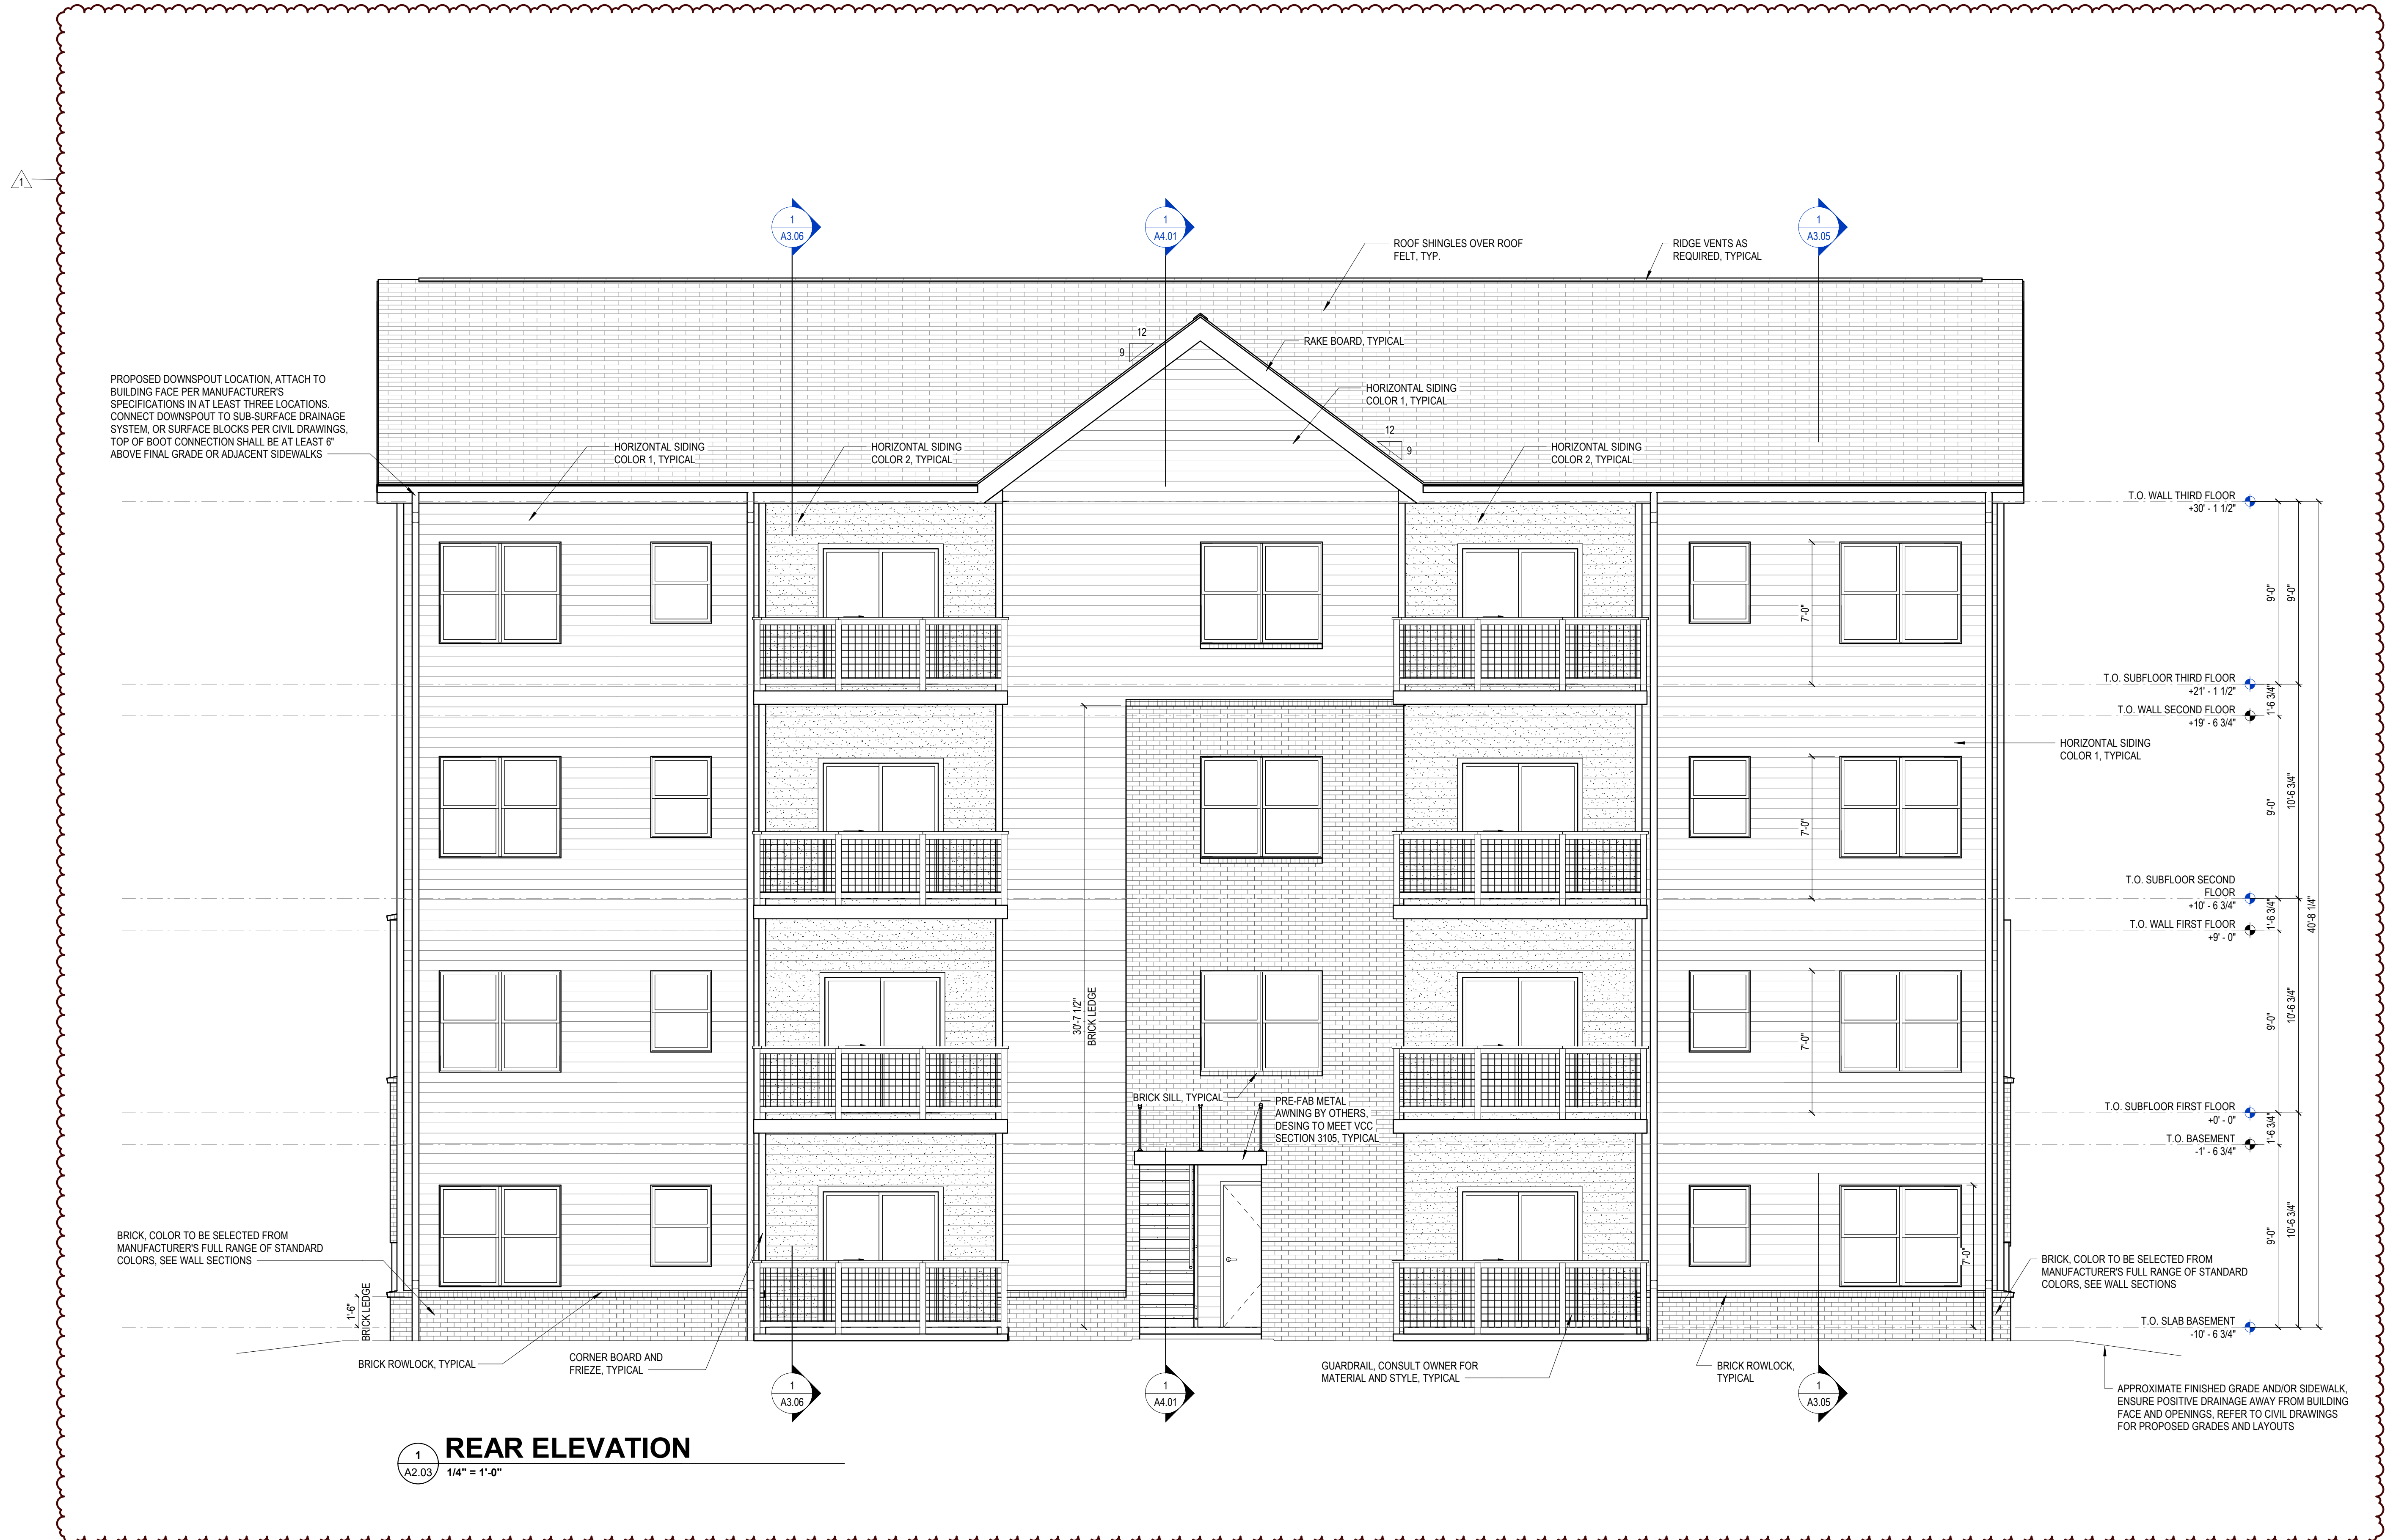 1
1
A3.06
1
A4.01
1
A3.05
ROOF SHINGLES OVER ROOF
FELT, TYP.
RIDGE VENTS AS
REQUIRED, TYPICAL
12
9
RAKE BOARD, TYPICAL
HORIZONTAL SIDING
COLOR 1, TYPICAL
12
9
PROPOSED DOWNSPOUT LOCATION, ATTACH TO
BUILDING FACE PER MANUFACTURER'S
SPECIFICATIONS IN AT LEAST THREE LOCATIONS.
CONNECT DOWNSPOUT TO SUB-SURFACE DRAINAGE
SYSTEM, OR SURFACE BLOCKS PER CIVIL DRAWINGS,
TOP OF BOOT CONNECTION SHALL BE AT LEAST 6"
ABOVE FINAL GRADE OR ADJACENT SIDEWALKS
HORIZONTAL SIDING
COLOR 1, TYPICAL
HORIZONTAL SIDING
COLOR 2, TYPICAL
HORIZONTAL SIDING
COLOR 2, TYPICAL
T.O. WALL THIRD FLOOR
+30' - 1 1/2"
9'-0"
9'-0"
7'-0"
T.O. SUBFLOOR THIRD FLOOR
+21' - 1 1/2"
1'-6 3/4"
T.O. WALL SECOND FLOOR
+19' - 6 3/4"
HORIZONTAL SIDING
COLOR 1, TYPICAL
7'-0"
9'-0"
10'-6 3/4"
T.O. SUBFLOOR SECOND
FLOOR
+10' - 6 3/4"
1'-6 3/4"
40'-8 1/4"
T.O. WALL FIRST FLOOR
+9' - 0"
30'-7 1/2"
BRICK LEDGE
7'-0"
9'-0"
10'-6 3/4"
BRICK SILL, TYPICAL
PRE-FAB METAL
AWNING BY OTHERS,
DESING TO MEET VCC
SECTION 3105, TYPICAL
T.O. SUBFLOOR FIRST FLOOR
+0' - 0"
1'-6 3/4"
T.O. BASEMENT
-1' - 6 3/4"
BRICK, COLOR TO BE SELECTED FROM
MANUFACTURER'S FULL RANGE OF STANDARD
COLORS, SEE WALL SECTIONS
7'-0"
9'-0"
10'-6 3/4"
BRICK, COLOR TO BE SELECTED FROM
MANUFACTURER'S FULL RANGE OF STANDARD
COLORS, SEE WALL SECTIONS
1'-6"
BRICK LEDGE
T.O. SLAB BASEMENT
-10' - 6 3/4"
BRICK ROWLOCK, TYPICAL
CORNER BOARD AND
FRIEZE, TYPICAL
GUARDRAIL, CONSULT OWNER FOR
MATERIAL AND STYLE, TYPICAL
BRICK ROWLOCK,
TYPICAL
1
A3.06
1
A4.01
1
A3.05
APPROXIMATE FINISHED GRADE AND/OR SIDEWALK,
ENSURE POSITIVE DRAINAGE AWAY FROM BUILDING
FACE AND OPENINGS, REFER TO CIVIL DRAWINGS
FOR PROPOSED GRADES AND LAYOUTS
1
A2.03
REAR ELEVATION
1/4" = 1'-0"